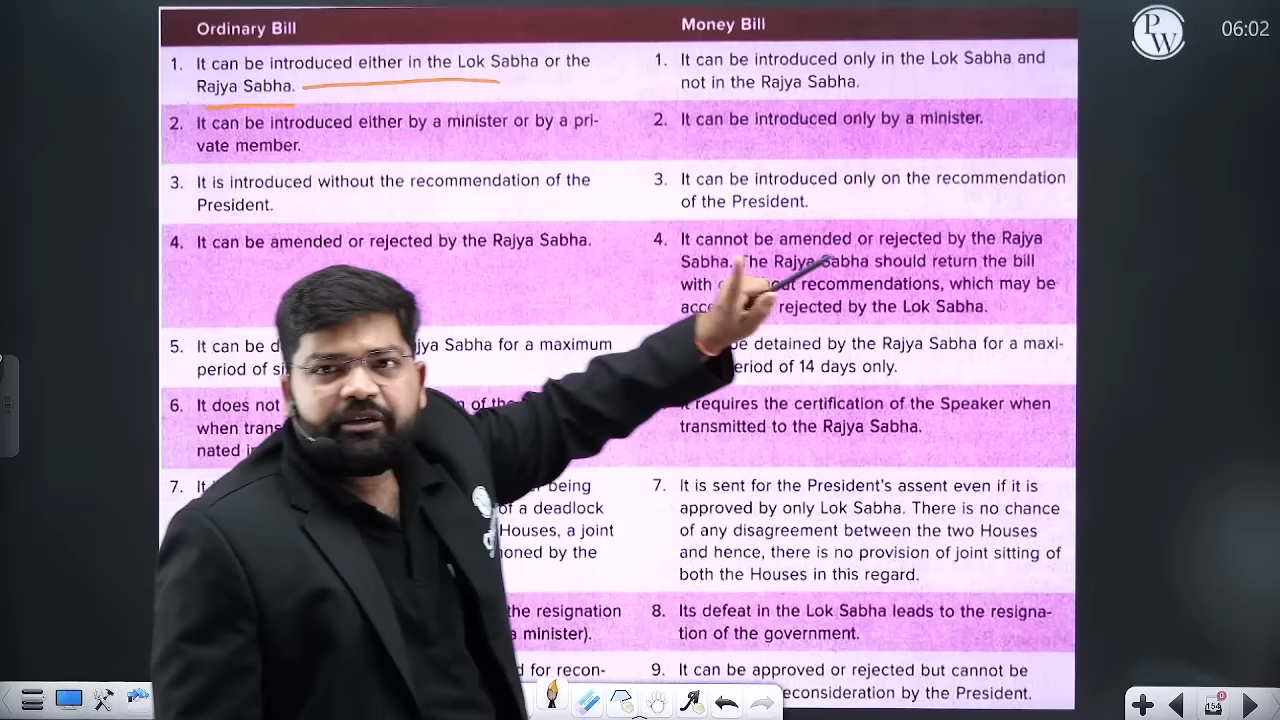 Ordinary Bill
Money Bill
1. It can be introduced either in the Lok Sabha or the
Rajya Sabha.
1. It can be introduced only in the Lok Sabha and
not in the Rajya Sabha.
2. It can be introduced either by a minister or by a pri-
vate member.
2. It can be introduced only by a minister.
3. It is introduced without the recommendation of the
President.
3. It can be introduced only on the recommendation
of the President.
4. It can be amended or rejected by the Rajya Sabha.
4. It cannot be amended or rejected by the Rajya
Sabha. The Rajya Sabha should return the bill
with recommendations, which may be
rejected by the Lok Sabha.
5. It can be
Sabha for a maximum
period of
be detained by the Rajya Sabha for a maxi-
of 14 days only.
6. It does not
of the
when
requires the certification of the Speaker when
transmitted to the Rajya Sabha.
7. It
being
of a deadlock
Houses, a joint
by the
7. It is sent for the President's assent even if it is
approved by only Lok Sabha. There is no chance
of any disagreement between the two Houses
and hence, there is no provision of joint sitting of
both the Houses in this regard.
the resignation
a minister).
8. Its defeat in the Lok Sabha leads to the resigna-
tion of the government.
for recon-
9. It can be approved or rejected but cannot be
reconsideration by the President.
PW
06:02
154